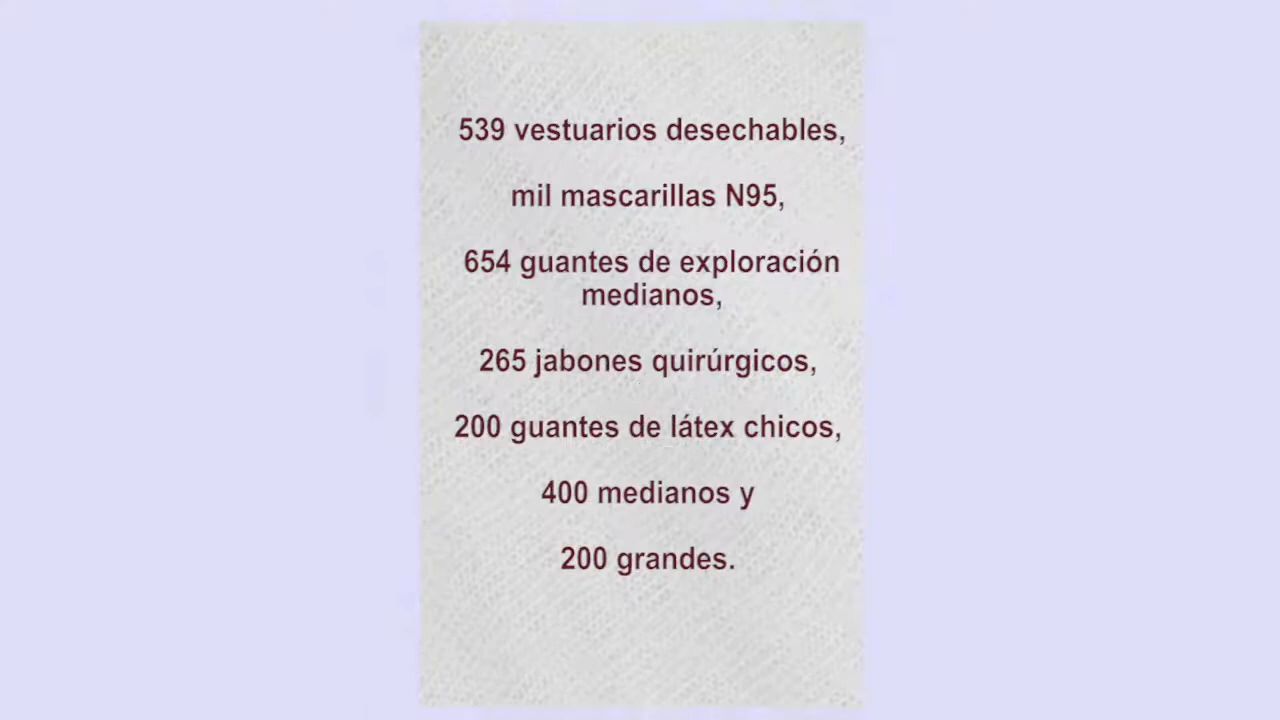 539 vestuarios desechables,
mil mascarillas N95,
654 guantes de exploración
medianos,
265 jabones quirúrgicos,
200 guantes de látex chicos,
400 medianos y
200 grandes.